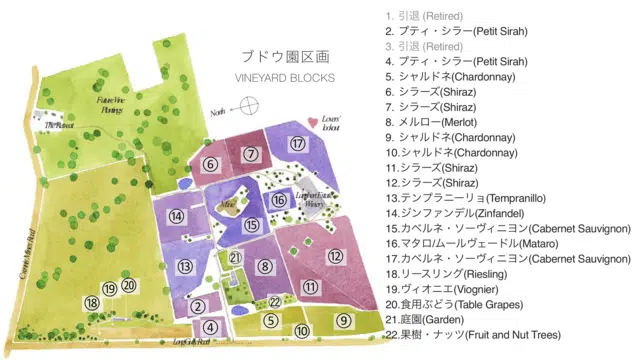 ブドウ園区画
VINEYARD BLOCKS
1. 引退 (Retired)
2. プティ・シラー(Petit Sirah)
3. 引退 (Retired)
4. プティ・シラー(Petit Sirah)
5. シャルドネ(Chardonnay)
6. シラーズ(Shiraz)
7. シラーズ(Shiraz)
8. メルロー(Merlot)
9. シャルドネ(Chardonnay)
10.シャルドネ(Chardonnay)
11.シラーズ(Shiraz)
12.シラーズ(Shiraz)
13.テンプラニーリョ(Tempranillo)
14.ジンファンデル(Zinfandel)
15.カベルネ・ソーヴィニヨン(Cabernet Sauvignon)
16.マタロ/ムールヴェードル(Mataro)
17.カベルネ・ソーヴィニヨン(Cabernet Sauvignon)
18.リースリング(Riesling)
19.ヴィオニエ(Viognier)
20.食用ぶどう(Table Grapes)
21.庭園(Garden)
22.果樹・ナッツ(Fruit and Nut Trees)
Future Vine
Plantings
The Retreat
North
Lovers'
lookout
17
7
6
16
Winery
14
15
21
13
8
12
20
19
18
11
22
2
5
9
4
10